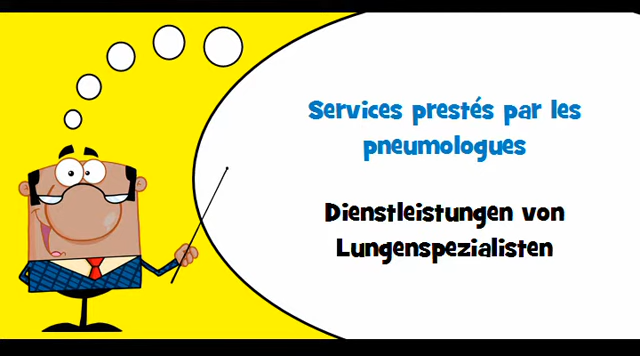 Services prestés par les
pneumologues
Dienstleistungen von
Lungenspezialisten